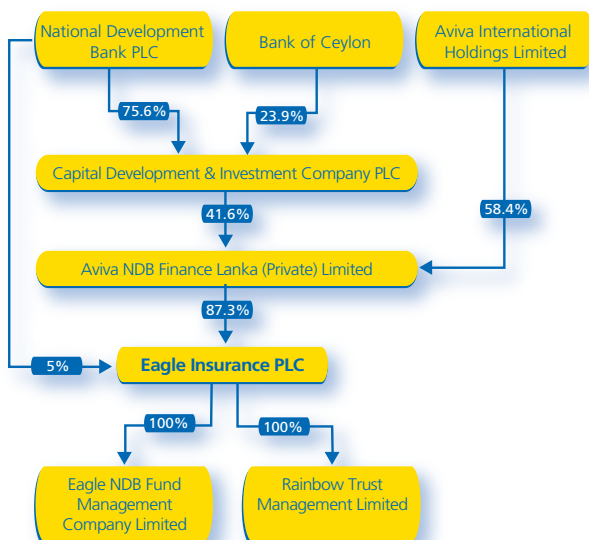 National Development
Bank PLC
Bank of Ceylon
Aviva International
Holdings Limited
75.6%
23.9%
Capital Development & Investment Company PLC
41.6%
58.4%
Aviva NDB Finance Lanka (Private) Limited
87.3%
5%
Eagle Insurance PLC
100%
100%
Eagle NDB Fund
Management
Company Limited
Rainbow Trust
Management Limited